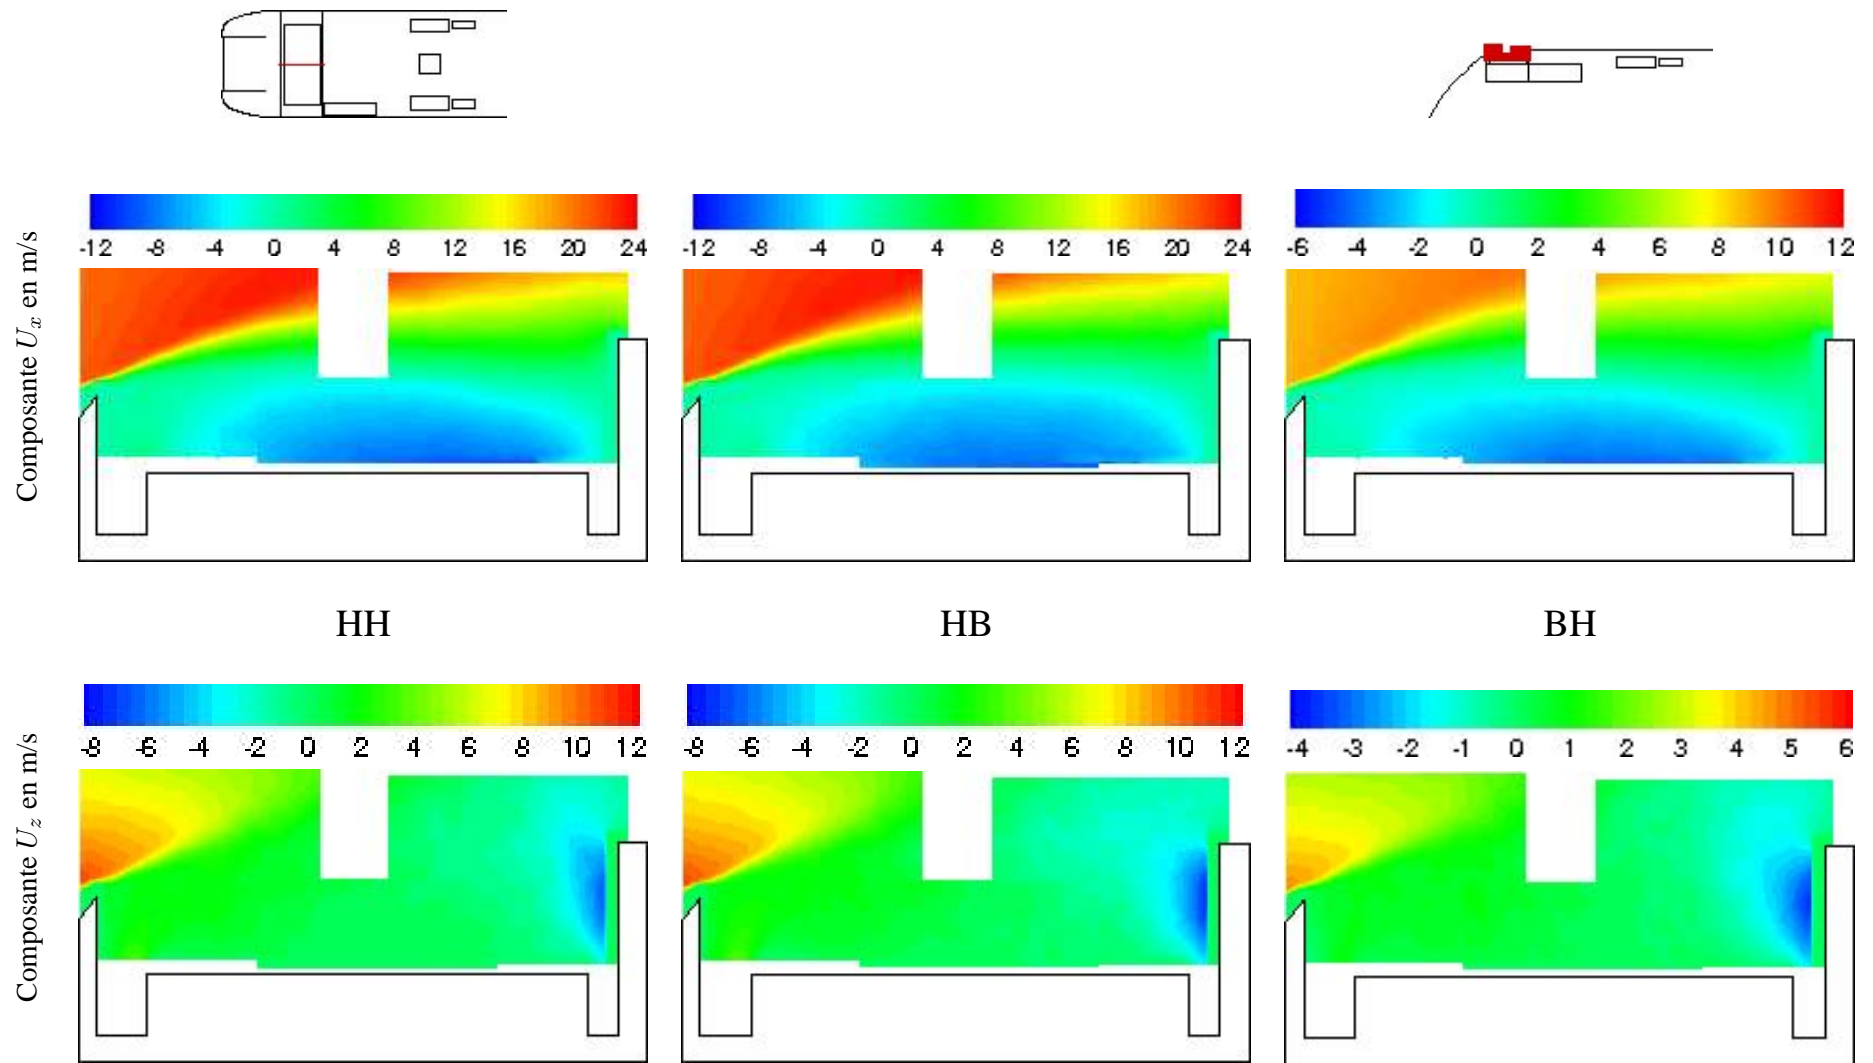 Composante Ux en m/s
-12 -8 -4 0 4 8 12 16 20 24
-12 -8 -4 0 4 8 12 16 20 24
-6 -4 -2 0 2 4 6 8 10 12
HH
HB
BH
Composante Uz en m/s
-8 -6 -4 -2 0 2 4 6 8 10 12
-8 -6 -4 -2 0 2 4 6 8 10 12
-4 -3 -2 -1 0 1 2 3 4 5 6